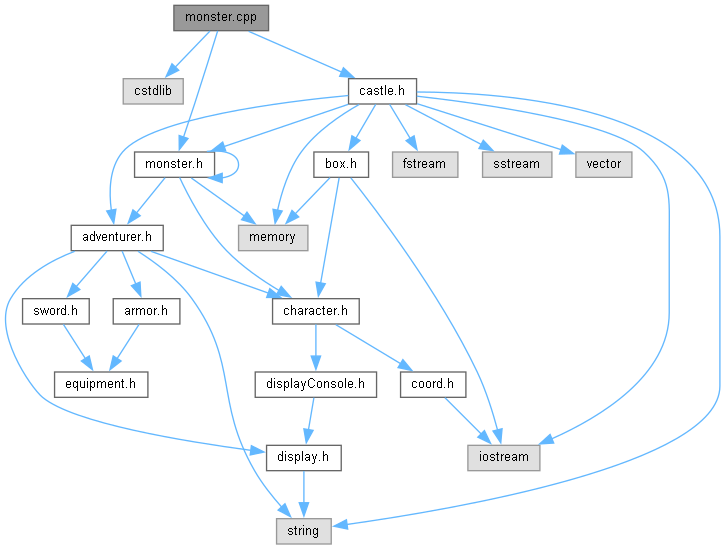 monster.cpp
cstdlib
castle.h
monster.h
box.h
fstream
sstream
vector
adventurer.h
memory
sword.h
armor.h
character.h
equipment.h
displayConsole.h
coord.h
display.h
iostream
string